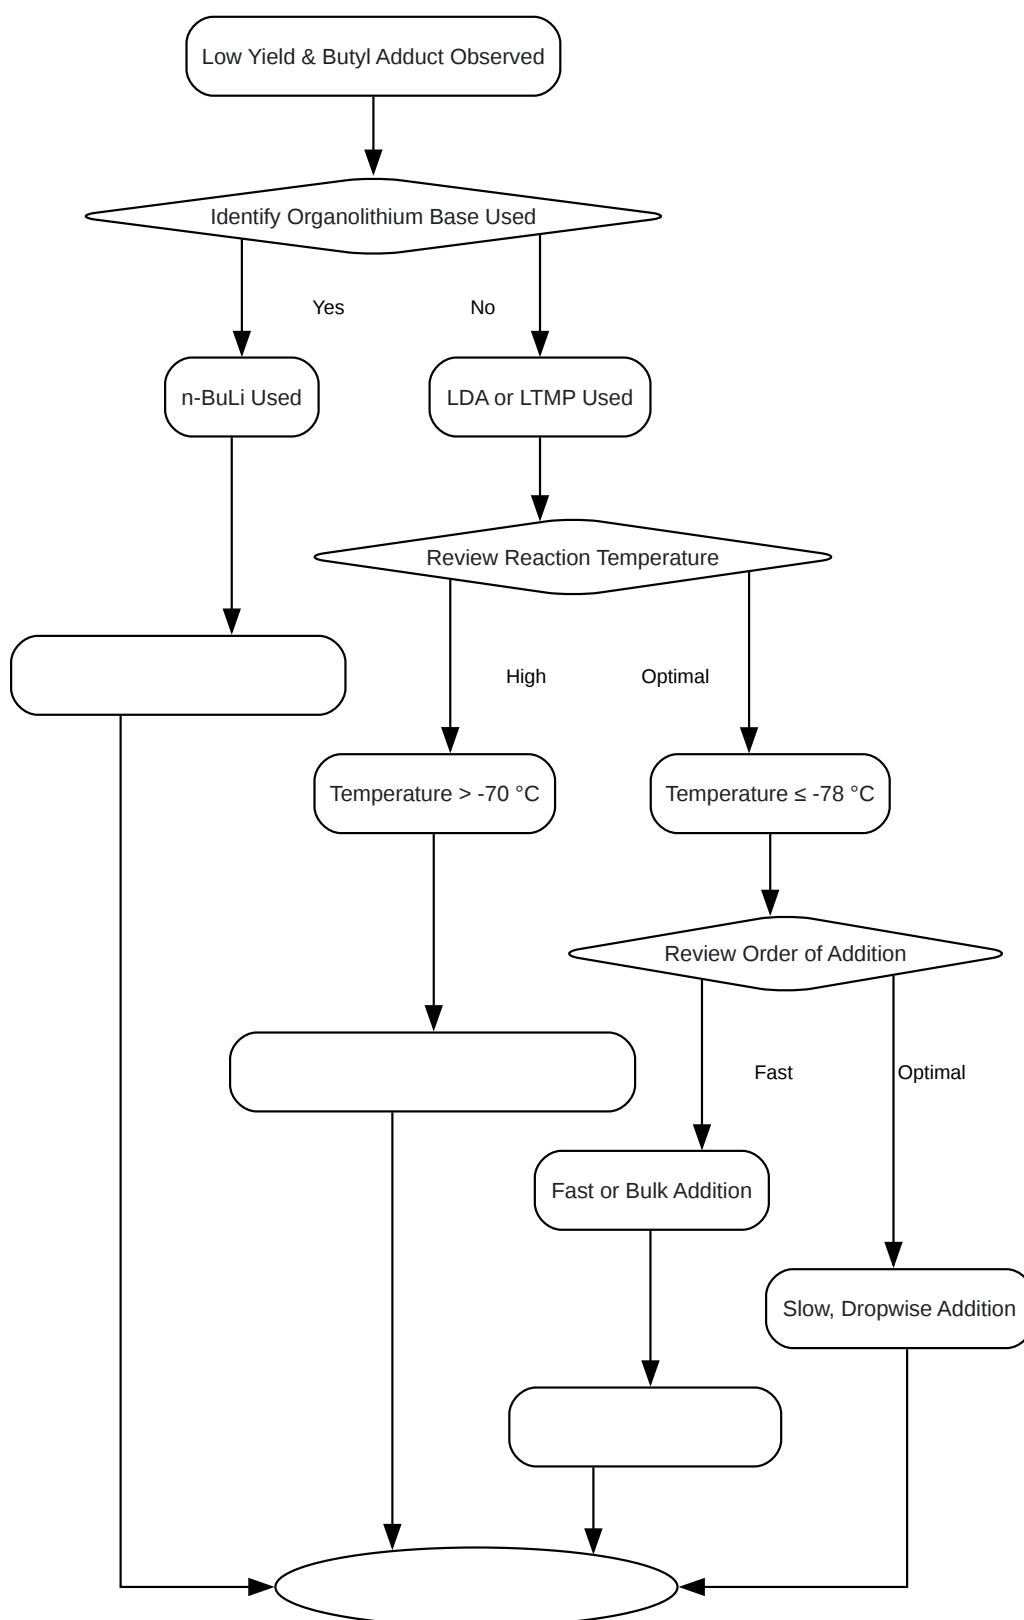 Low Yield & Butyl Adduct Observed
Identify Organolithium Base Used
Yes
No
n-BuLi Used
LDA or LTMP Used
Review Reaction Temperature
High
Optimal
Temperature > -70 °C
Temperature ≤ -78 °C
Review Order of Addition
Fast
Optimal
Fast or Bulk Addition
Slow, Dropwise Addition